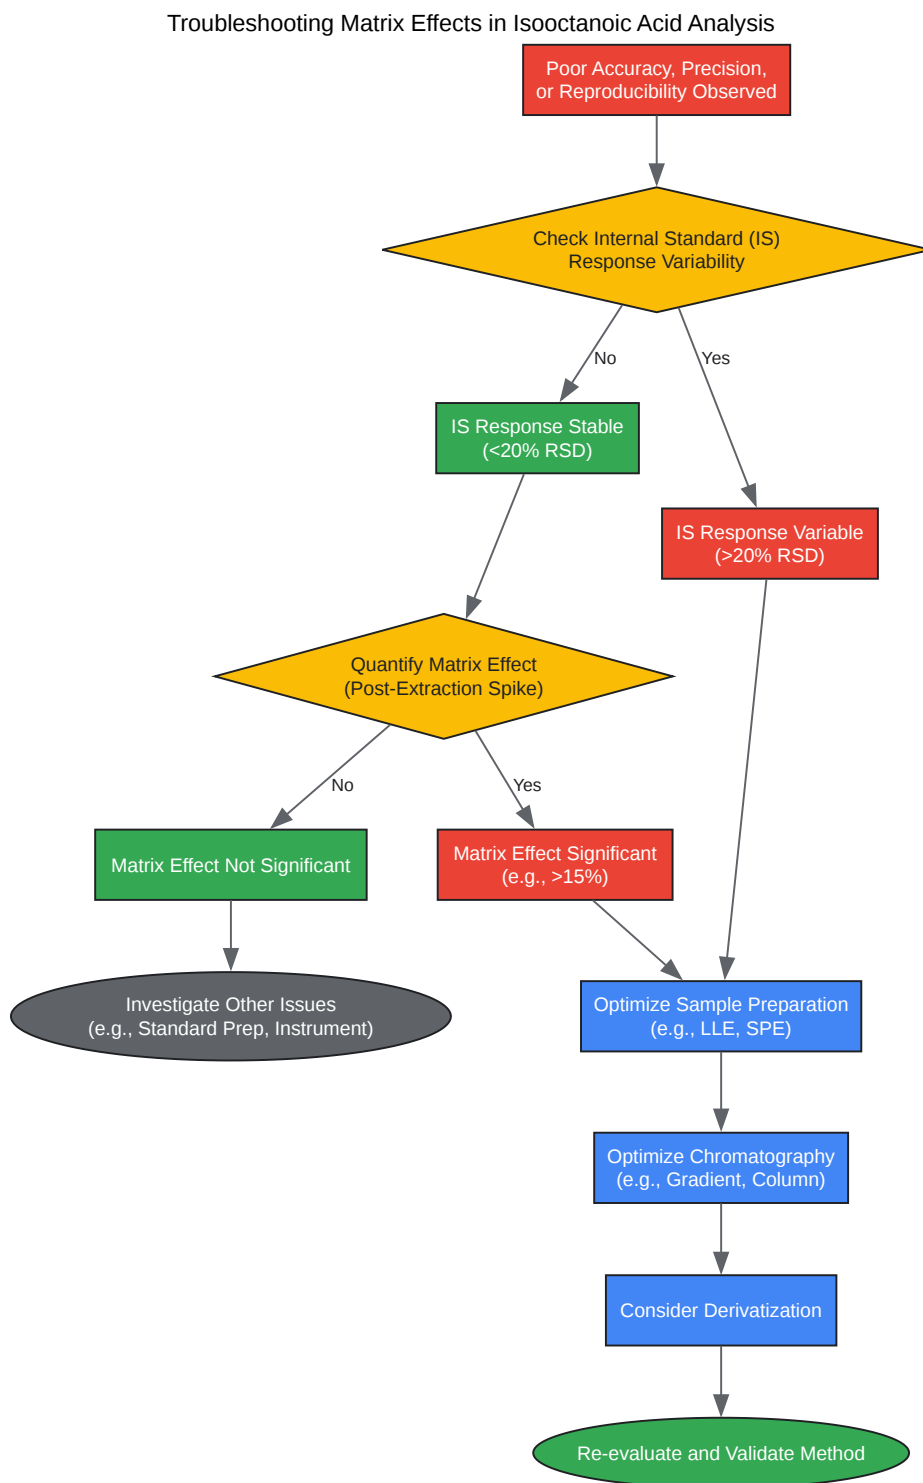 Troubleshooting Matrix Effects in Isooctanoic Acid Analysis
Poor Accuracy, Precision,
or Reproducibility Observed
Check Internal Standard (IS)
Response Variability
No
Yes
IS Response Stable
(<20% RSD)
IS Response Variable
(>20% RSD)
Quantify Matrix Effect
(Post-Extraction Spike)
No
Yes
Matrix Effect Not Significant
Matrix Effect Significant
(e.g., >15%)
Investigate Other Issues
(e.g., Standard Prep, Instrument)
Optimize Sample Preparation
(e.g., LLE, SPE)
Optimize Chromatography
(e.g., Gradient, Column)
Consider Derivatization
Re-evaluate and Validate Method